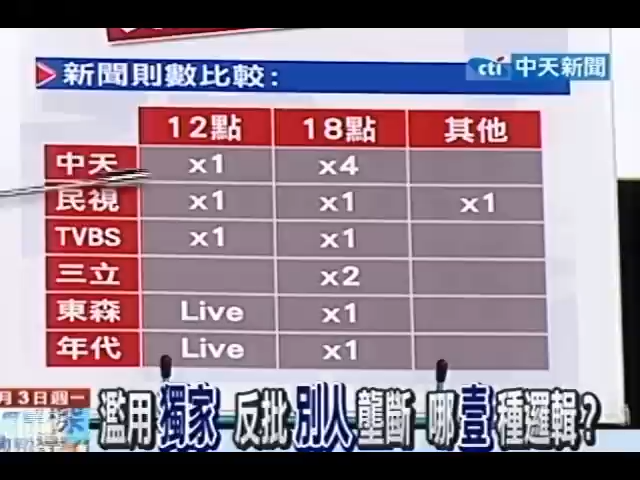 新聞則數比較：
cti 中天新聞
12點 18點 其他
中天 x1 x4
民視 x1 x1 x1
TVBS x1 x1
三立 x2
東森 Live x1
年代 Live x1
月3日週一
濫用獨家 反批別人壟斷 哪壹種邏輯？